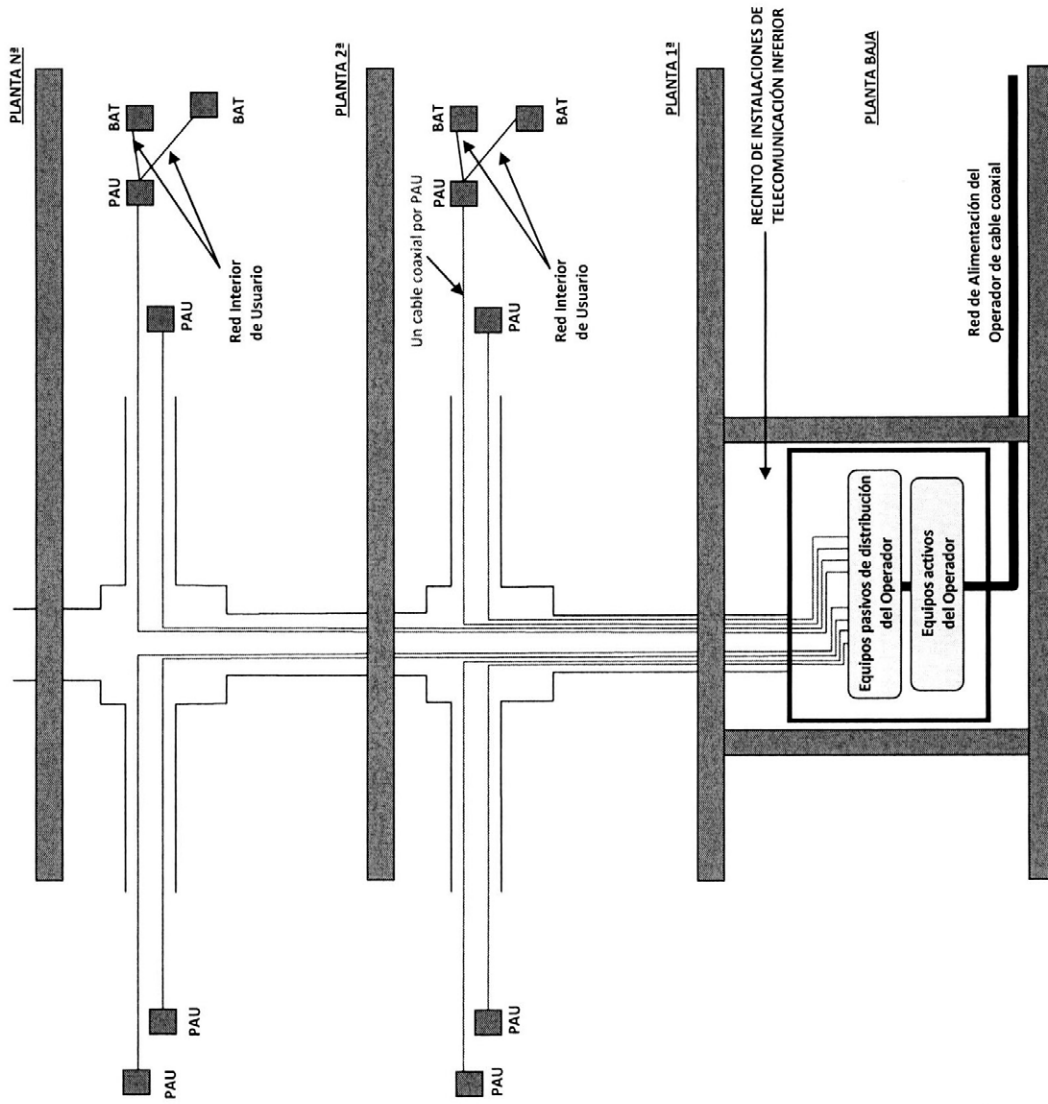 PLANTA Nª
BAT
PAU
BAT
Red Interior
de Usuario
PAU
PAU
PAU
PLANTA 2ª
BAT
PAU
BAT
Un cable coaxial por PAU
Red Interior
de Usuario
PAU
PAU
PAU
PLANTA 1ª
RECINTO DE INSTALACIONES DE
TELECOMUNICACIÓN INFERIOR
PLANTA BAJA
Equipos pasivos de distribución
del Operador
Equipos activos
del Operador
Red de Alimentación del
Operador de cable coaxial